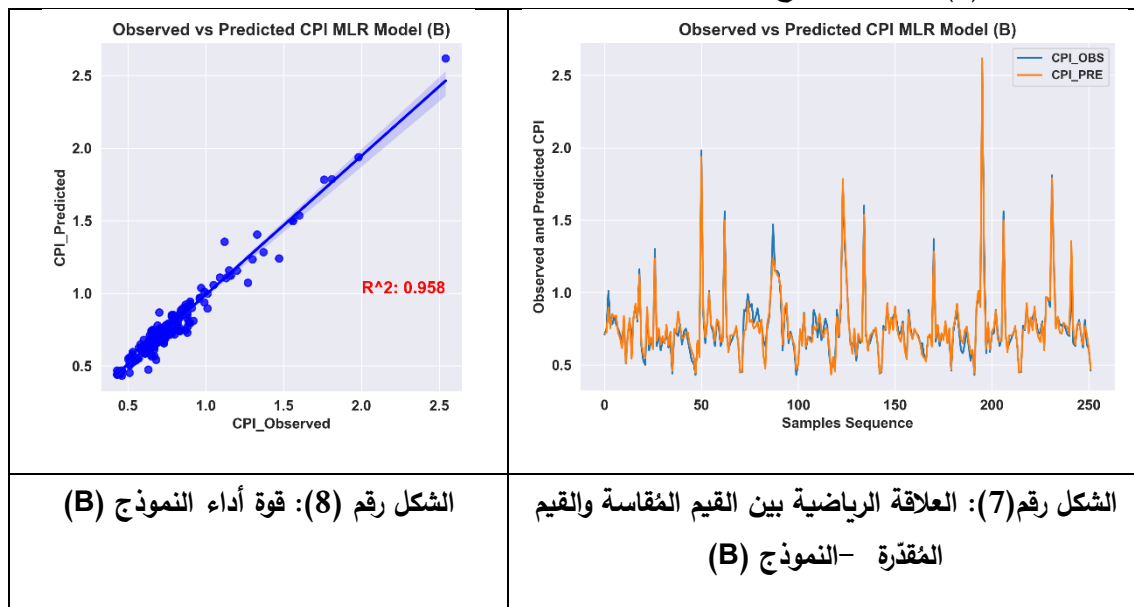 Observed vs Predicted CPI MLR Model (B)
CPI_Predicted
2.5
2.0
1.5
1.0
0.5
R^2: 0.958
0.5 1.0 1.5 2.0 2.5
CPI_Observed
Observed vs Predicted CPI MLR Model (B)
CPI_OBS
CPI_PRE
Observed and Predicted CPI
2.5
2.0
1.5
1.0
0.5
0 50 100 150 200 250
Samples Sequence
الشكل رقم(7): العلاقة الرياضية بين القيم المُقاسة والقيم
المُقدّرة -النموذج (B)
الشكل رقم (8): قوة أداء النموذج (B)